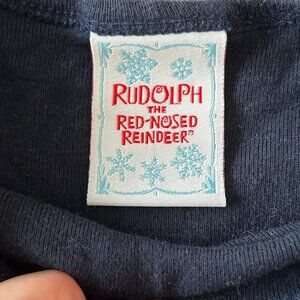 RUDOLPH
THE
RED-NOSED
REINDEER®